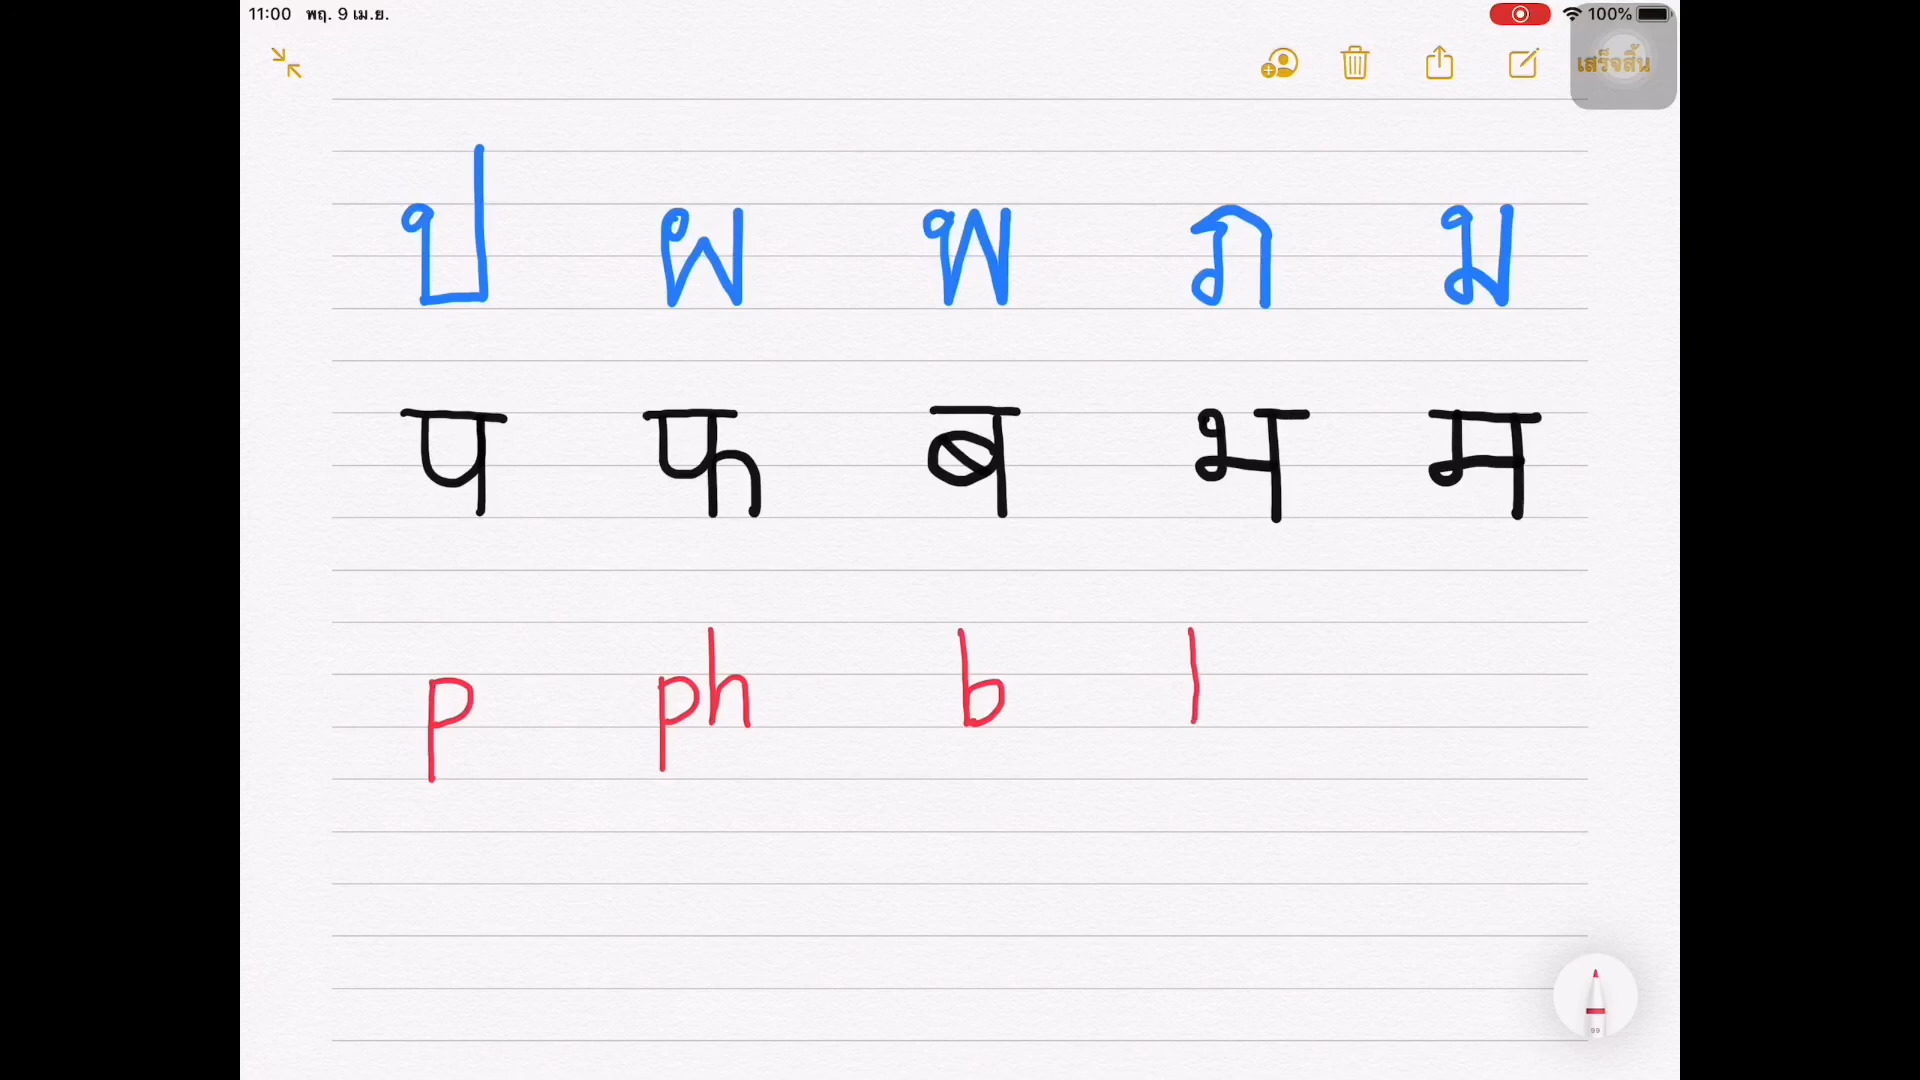 11:00 พฤ. 9 เม.ย. 100%
เสร็จสิ้น
ป ผ พ ภ ม
प फ ब भ म
p ph b l